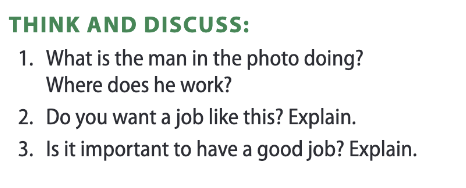 THINK AND DISCUSS:
1. What is the man in the photo doing?
Where does he work?
2. Do you want a job like this? Explain.
3. Is it important to have a good job? Explain.